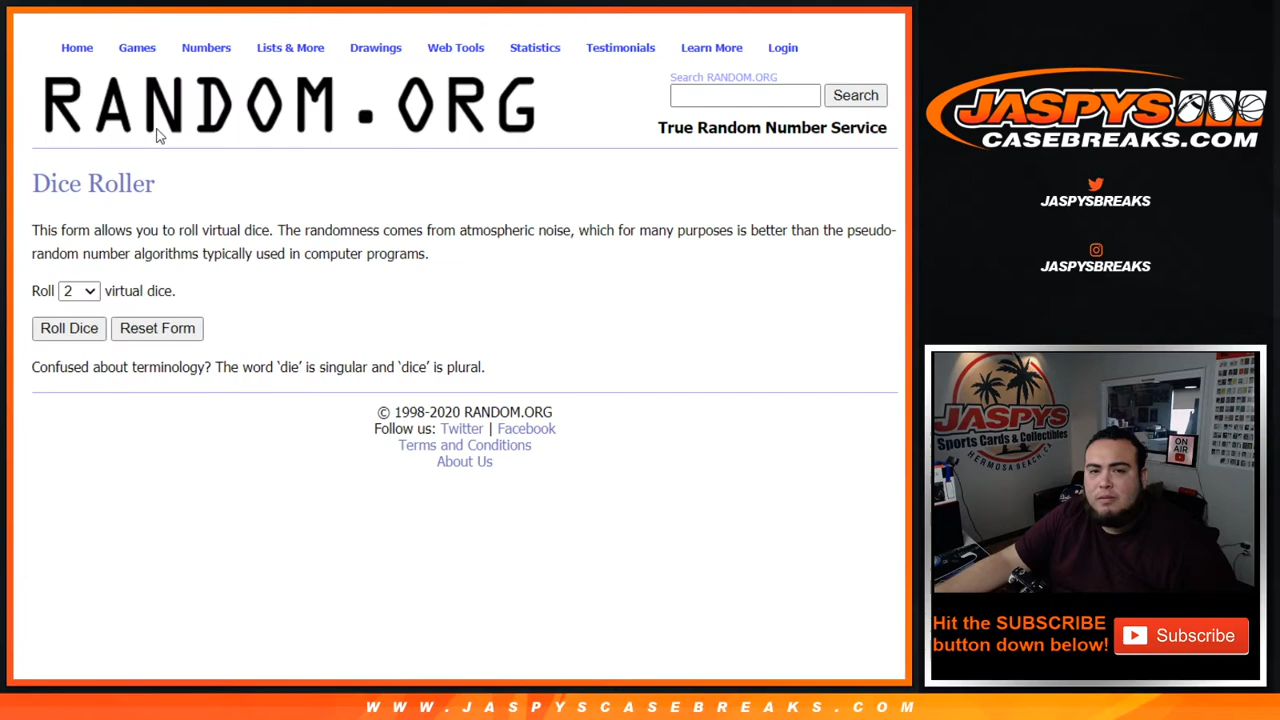 Home Games Numbers Lists & More Drawings Web Tools Statistics Testimonials Learn More Login
RANDOM.ORG
Search RANDOM.ORG
Search
True Random Number Service
Dice Roller
This form allows you to roll virtual dice. The randomness comes from atmospheric noise, which for many purposes is better than the pseudo-
random number algorithms typically used in computer programs.
Roll 2 virtual dice.
Roll Dice Reset Form
Confused about terminology? The word ‘die’ is singular and ‘dice’ is plural.
© 1998-2020 RANDOM.ORG
Follow us: Twitter | Facebook
Terms and Conditions
About Us
JASPYS
CASEBREAKS.COM
JASPYSBREAKS
JASPYSBREAKS
JASPYS
Sports Cards & Collectibles
HERMOSA BEACH, CA
ON
AIR
Hit the SUBSCRIBE
button down below!
Subscribe
WWW.JASPYSCASEBREAKS.COM